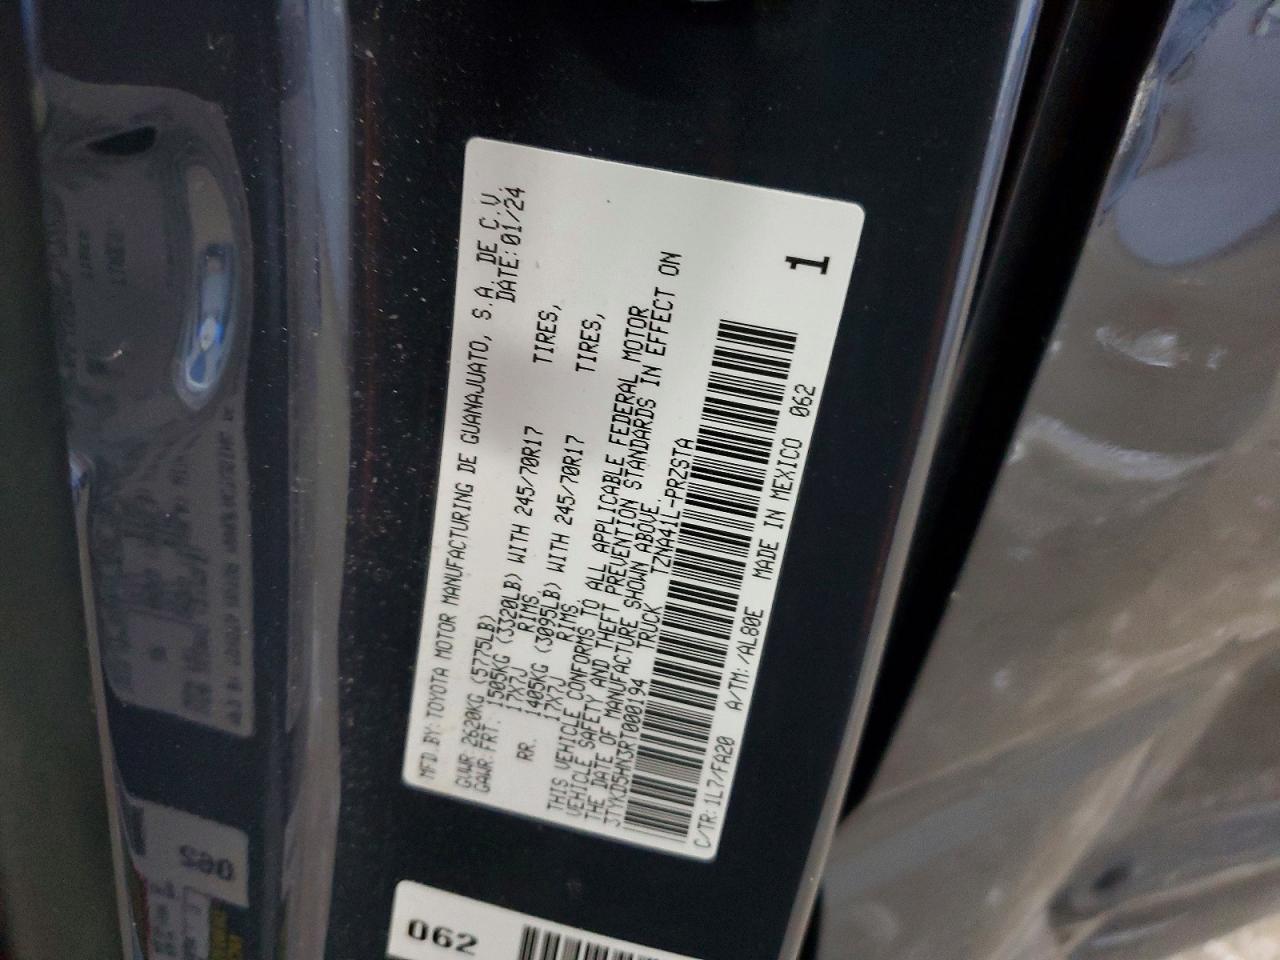 MFD. BY: TOYOTA MOTOR MANUFACTURING DE GUANAJUATO, S.A. DE C.V.
DATE: 01/24
GVWR 2620KG (5775LB)
GAWR. FRT. 1505KG (3320LB) WITH 245/70R17 TIRES,
17X7J RIMS
RR. 1405KG (3095LB) WITH 245/70R17 TIRES,
17X7J RIMS
THIS VEHICLE CONFORMS TO ALL APPLICABLE FEDERAL MOTOR
VEHICLE SAFETY AND THEFT PREVENTION STANDARDS IN EFFECT ON
THE DATE OF MANUFACTURE SHOWN ABOVE.
3TYKD5HN3RT000194 TRUCK TZNA41L-PRZSTA
C/TR: 1L7/FA20 A/TM: /AL80E MADE IN MEXICO 062
1
062